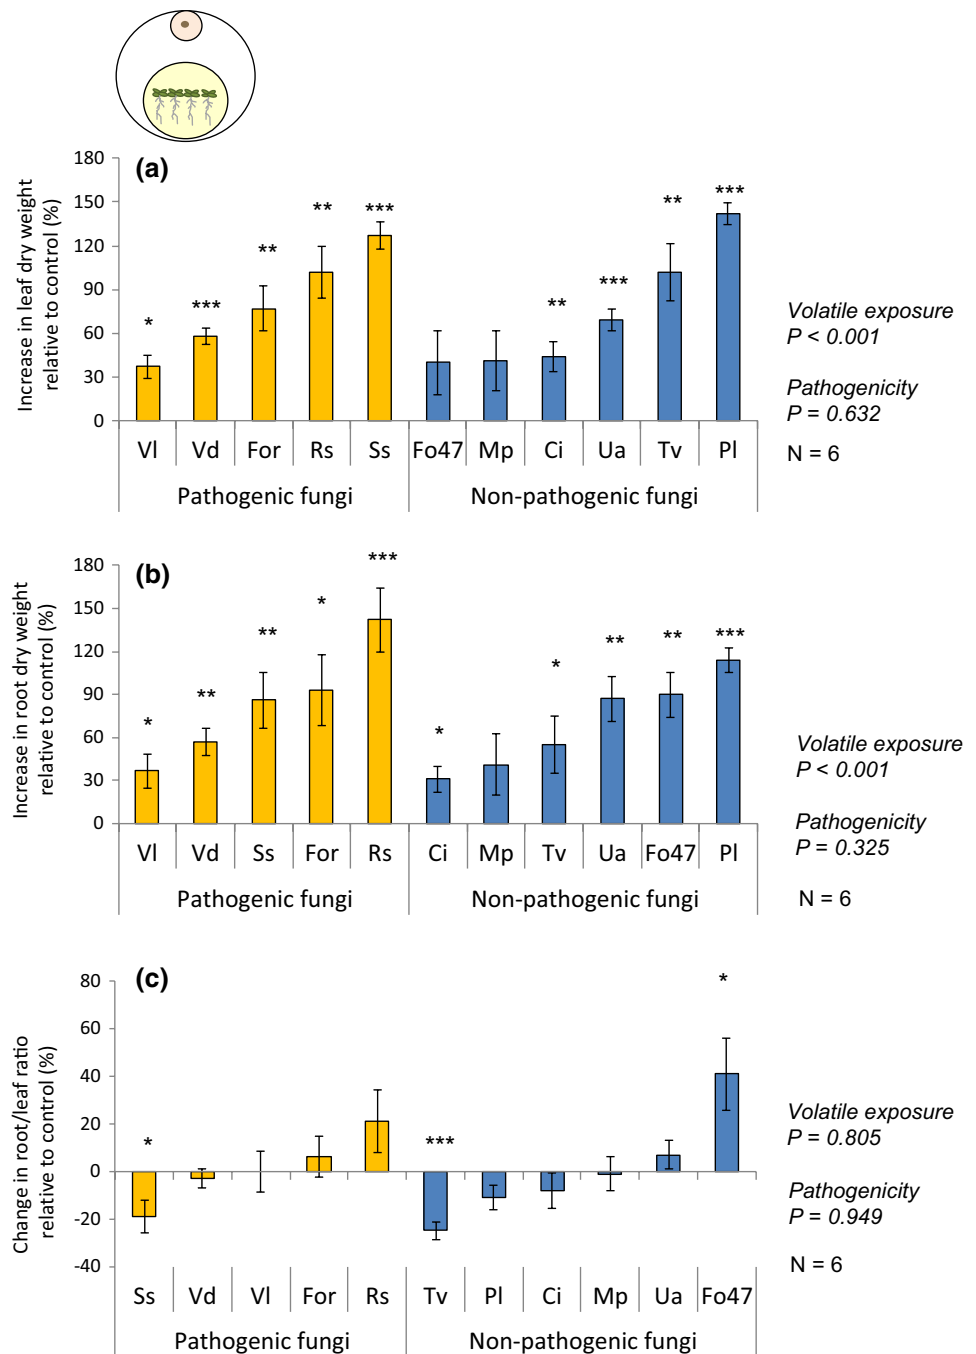 (a)
Increase in leaf dry weight
relative to control (%)
180
150
120
90
60
30
0
*
***
**
**
***
**
***
**
***
Vl Vd For Rs Ss Fo47 Mp Ci Ua Tv Pl
Pathogenic fungi Non-pathogenic fungi
Volatile exposure
P < 0.001
Pathogenicity
P = 0.632
N = 6
(b)
Increase in root dry weight
relative to control (%)
180
150
120
90
60
30
0
*
**
**
*
***
*
*
**
**
***
Vl Vd Ss For Rs Ci Mp Tv Ua Fo47 Pl
Pathogenic fungi Non-pathogenic fungi
Volatile exposure
P < 0.001
Pathogenicity
P = 0.325
N = 6
(c)
Change in root/leaf ratio
relative to control (%)
80
60
40
20
0
-20
-40
*
***
*
Ss Vd Vl For Rs Tv Pl Ci Mp Ua Fo47
Pathogenic fungi Non-pathogenic fungi
Volatile exposure
P = 0.805
Pathogenicity
P = 0.949
N = 6